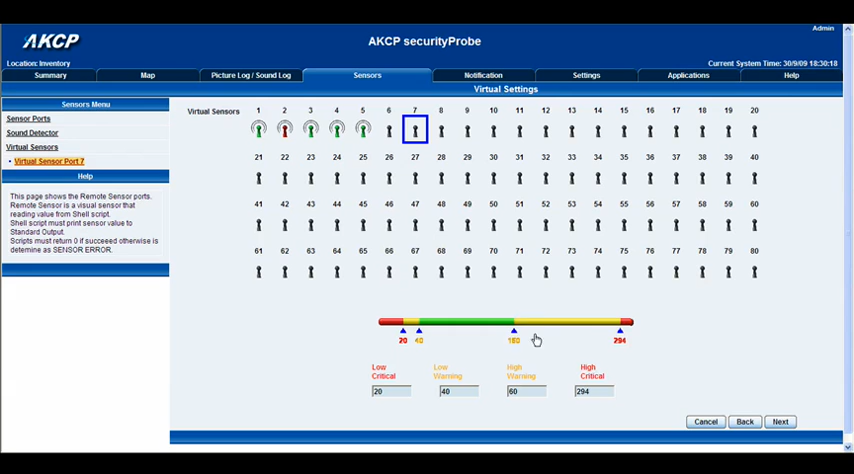 Admin
AKCP
AKCP securityProbe
Location: Inventory
Current System Time: 30/9/09 18:30:18
Summary Map Picture Log / Sound Log Sensors Notification Settings Applications Help
Sensors Menu
Virtual Settings
Sensor Ports
Sound Detector
Virtual Sensors
Virtual Sensor Port 7
Help
This page shows the Remote Sensor ports.
Remote Sensor is a visual sensor that
reading value from Shell script.
Shell script must print sensor value to
Standard Output.
Scripts must return 0 if succeed otherwise is
detemine as SENSOR ERROR.
Virtual Sensors 1 2 3 4 5 6 7 8 9 10 11 12 13 14 15 16 17 18 19 20
21 22 23 24 25 26 27 28 29 30 31 32 33 34 35 36 37 38 39 40
41 42 43 44 45 46 47 48 49 50 51 52 53 54 55 56 57 58 59 60
61 62 63 64 65 66 67 68 69 70 71 72 73 74 75 76 77 78 79 80
20 40 160 294
Low Critical Low Warning High Warning High Critical
20 40 60 294
Cancel Back Next